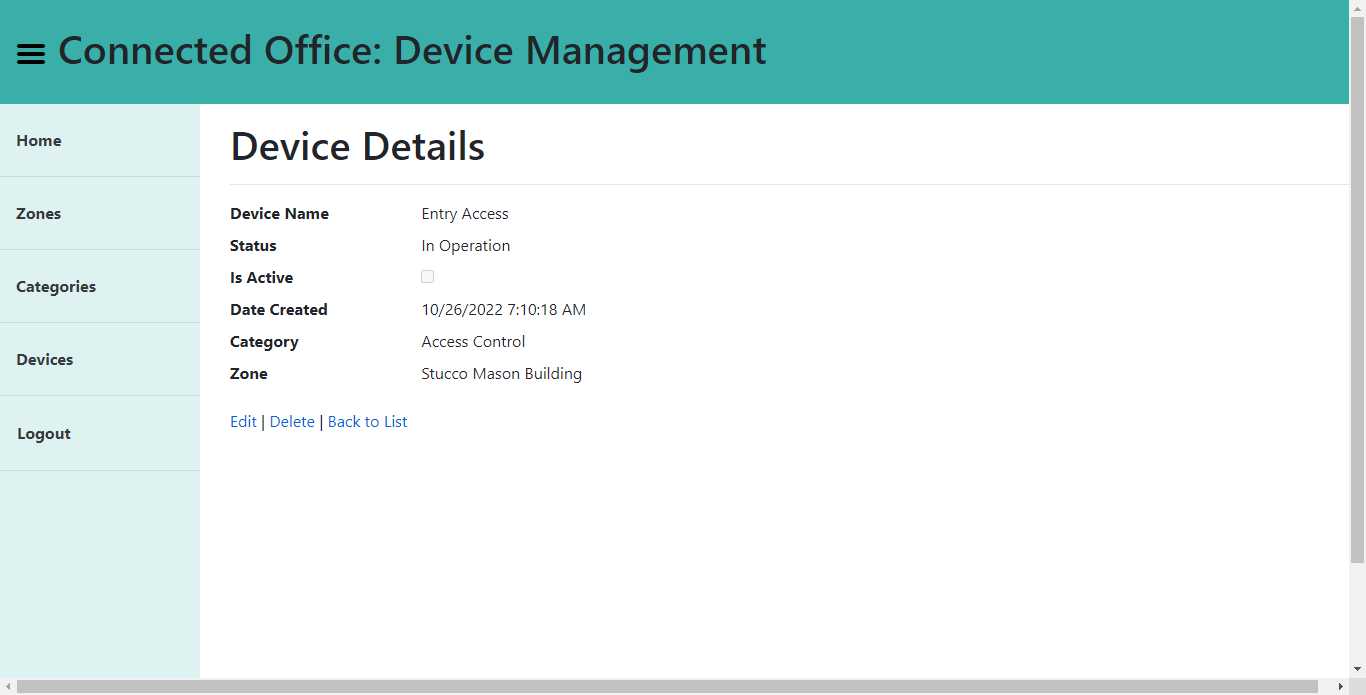 Connected Office: Device Management
Home
Zones
Categories
Devices
Logout
Device Details
Device Name Entry Access
Status In Operation
Is Active
Date Created 10/26/2022 7:10:18 AM
Category Access Control
Zone Stucco Mason Building
Edit | Delete | Back to List